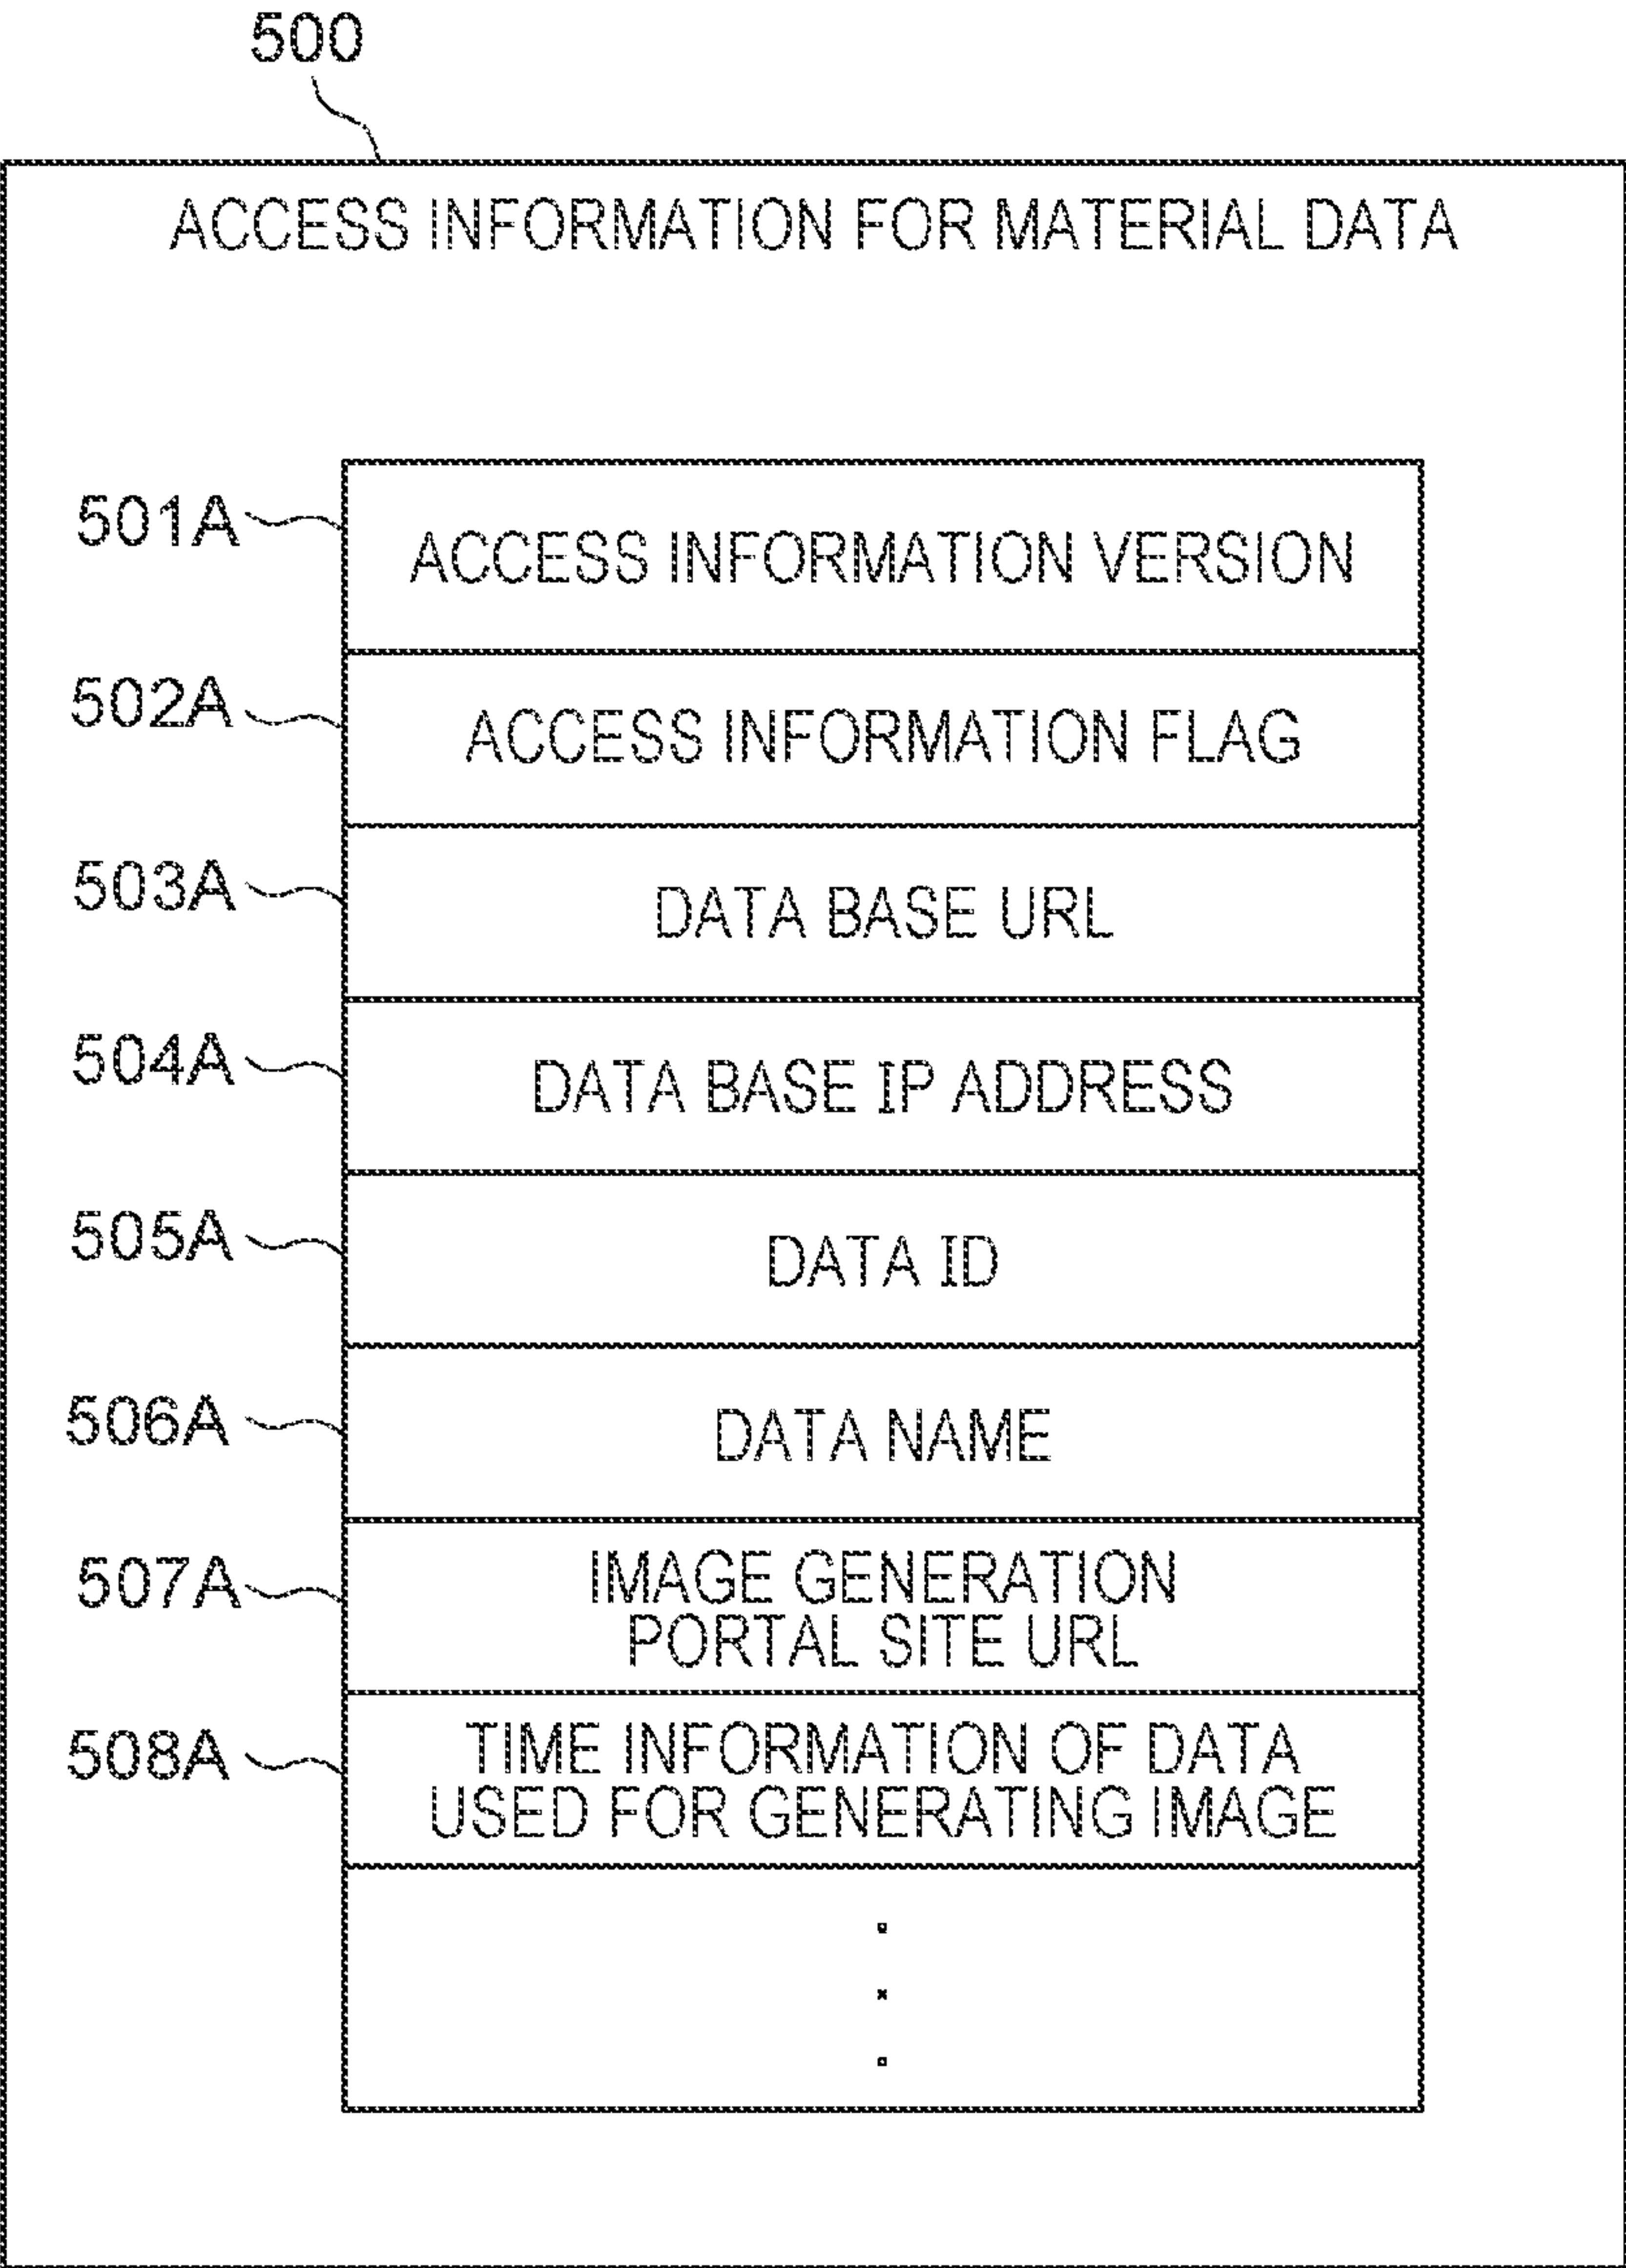 500
ACCESS INFORMATION FOR MATERIAL DATA
501A
ACCESS INFORMATION VERSION
502A
ACCESS INFORMATION FLAG
503A
DATA BASE URL
504A
DATA BASE IP ADDRESS
505A
DATA ID
506A
DATA NAME
507A
IMAGE GENERATION
PORTAL SITE URL
508A
TIME INFORMATION OF DATA
USED FOR GENERATING IMAGE